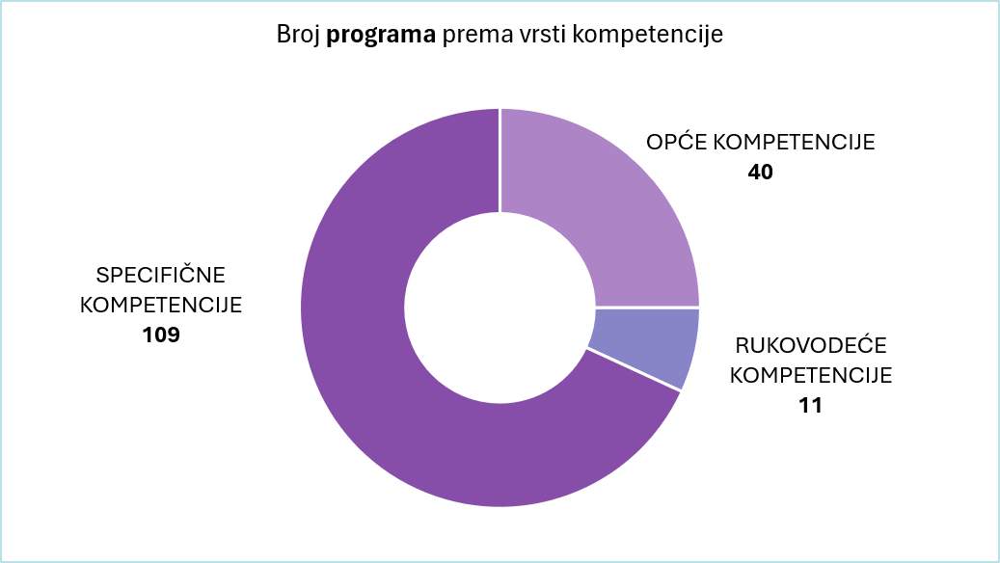 Broj programa prema vrsti kompetencije
OPĆE KOMPETENCIJE
40
SPECIFIČNE
KOMPETENCIJE
109
RUKOVODEĆE
KOMPETENCIJE
11